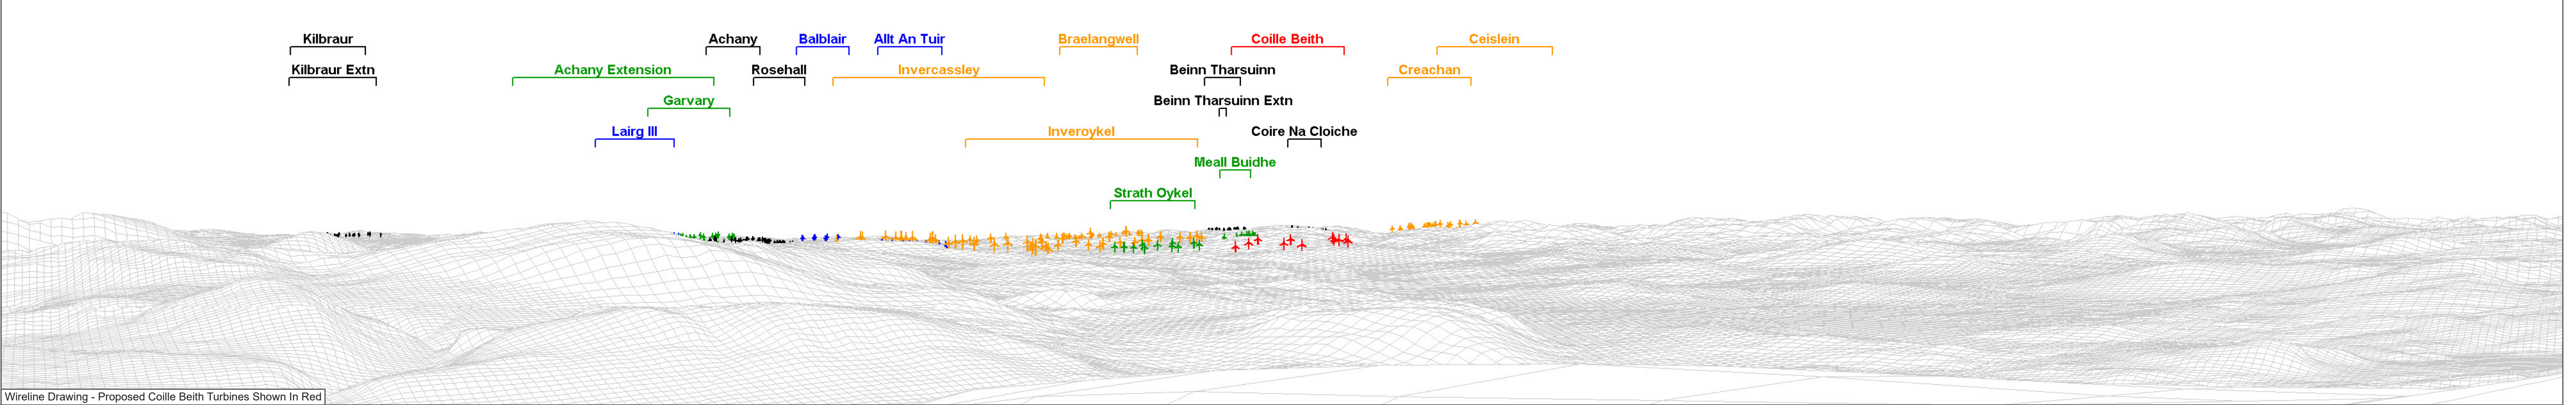 Kilbraur Achany Balblair Allt An Tuir Braelangwell Coille Beith Ceislein
Kilbraur Extn Achany Extension Rosehall Invercassley Beinn Tharsuinn Creachan
Garvary Beinn Tharsuinn Extn
Lairg III Inveroykel Coire Na Cloiche
Meall Buidhe
Strath Oykel
Wireline Drawing - Proposed Coille Beith Turbines Shown In Red